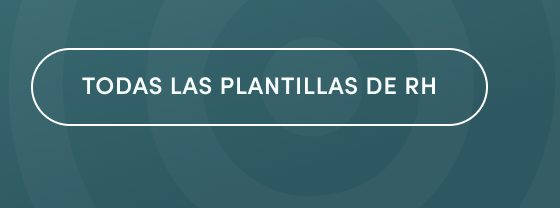 TODAS LAS PLANTILLAS DE RH